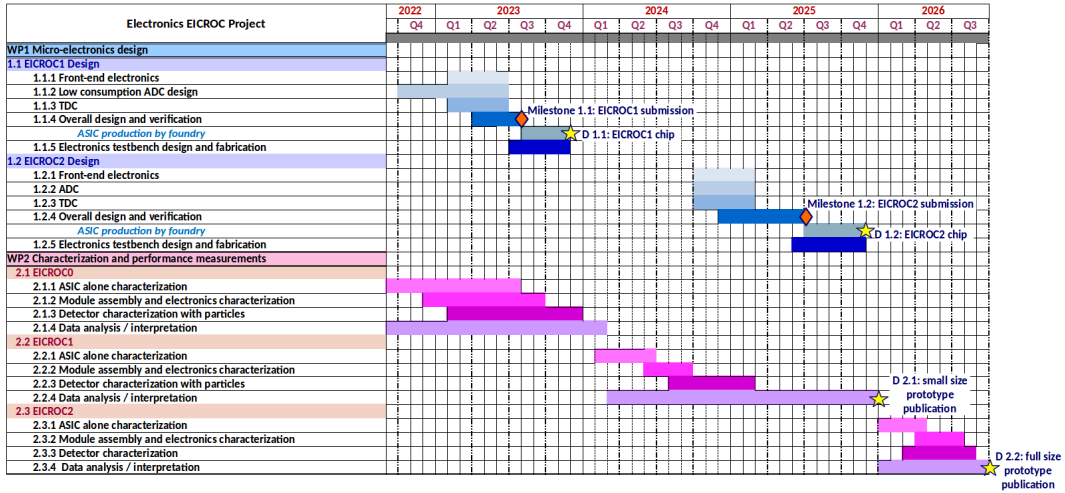 Electronics EICROC Project
2022 2023 2024 2025 2026
Q4 Q1 Q2 Q3 Q4 Q1 Q2 Q3 Q4 Q1 Q2 Q3 Q4 Q1 Q2 Q3
WP1 Micro-electronics design
1.1 EICROC1 Design
1.1.1 Front-end electronics
1.1.2 Low consumption ADC design
1.1.3 TDC
Milestone 1.1: EICROC1 submission
1.1.4 Overall design and verification
ASIC production by foundry
D 1.1: EICROC1 chip
1.1.5 Electronics testbench design and fabrication
1.2 EICROC2 Design
1.2.1 Front-end electronics
1.2.2 ADC
1.2.3 TDC
Milestone 1.2: EICROC2 submission
1.2.4 Overall design and verification
ASIC production by foundry
D 1.2: EICROC2 chip
1.2.5 Electronics testbench design and fabrication
WP2 Characterization and performance measurements
2.1 EICROC0
2.1.1 ASIC alone characterization
2.1.2 Module assembly and electronics characterization
2.1.3 Detector characterization with particles
2.1.4 Data analysis / interpretation
2.2 EICROC1
2.2.1 ASIC alone characterization
2.2.2 Module assembly and electronics characterization
2.2.3 Detector characterization with particles
2.2.4 Data analysis / interpretation
D 2.1: small size
prototype
publication
2.3 EICROC2
2.3.1 ASIC alone characterization
2.3.2 Module assembly and electronics characterization
2.3.3 Detector characterization
2.3.4 Data analysis / interpretation
D 2.2: full size
prototype
publication